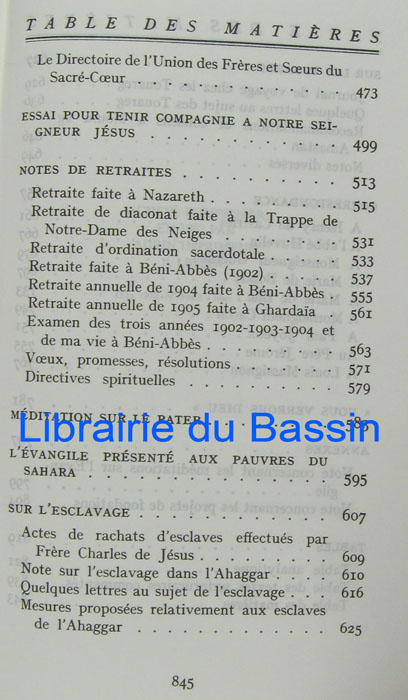 TABLE DES MATIÈRES
Le Directoire de l'Union des Frères et Sœurs du
Sacré-Cœur . . . . . . . . . . . . 473
ESSAI POUR TENIR COMPAGNIE A NOTRE SEI-
GNEUR JÉSUS . . . . . . . . . . . 499
NOTES DE RETRAITES . . . . . . . . . . 513
Retraite faite à Nazareth . . . . . . . . . 515
Retraite de diaconat faite à la Trappe de
Notre-Dame des Neiges . . . . . . . . 531
Retraite d'ordination sacerdotale . . . . . . 533
Retraite faite à Béni-Abbès (1902) . . . . . 537
Retraite annuelle de 1904 faite à Béni-Abbès . 555
Retraite annuelle de 1905 faite à Ghardaïa . . 561
Examen des trois années 1902-1903-1904 et
de ma vie à Béni-Abbès . . . . . . . . 563
Vœux, promesses, résolutions . . . . . . . 571
Directives spirituelles . . . . . . . . . . 579
MÉDITATION SUR LE PATER . . . . . . . . 583
Librairie du Bassin
L'ÉVANGILE PRÉSENTÉ AUX PAUVRES DU
SAHARA . . . . . . . . . . . . . 595
SUR L'ESCLAVAGE . . . . . . . . . . . 607
Actes de rachats d'esclaves effectués par
Frère Charles de Jésus . . . . . . . . . 609
Note sur l'esclavage dans l'Ahaggar . . . . 610
Quelques lettres au sujet de l'esclavage . . . 616
Mesures proposées relativement aux esclaves
de l'Ahaggar . . . . . . . . . . . . 625
845